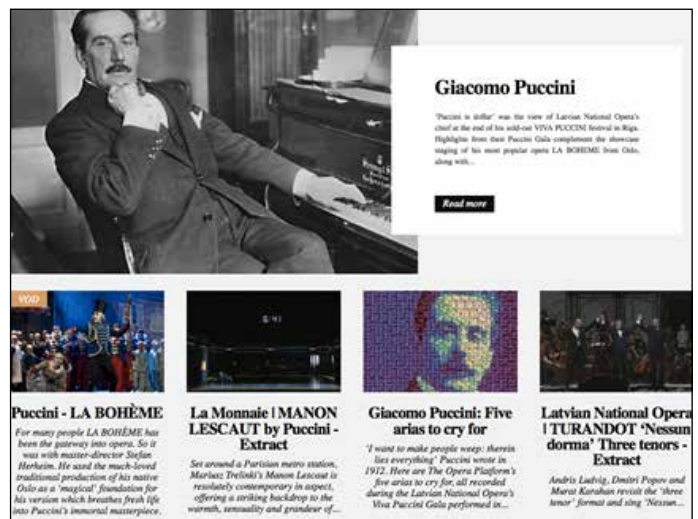 Giacomo Puccini
'Puccini is dollar' was the view of Latvian National Opera's
chief at the end of his sold-out VIVA PUCCINI festival in Riga.
Highlights from their Puccini Gala complement the showcase
staging of his most popular opera LA BOHEME from Oslo,
along with...
Read more
VOD
6:41
Puccini - LA BOHÈME
For many people LA BOHÈME has
been the gateway into opera. So it
was with master-director Stefan
Herheim. He used the much-loved
traditional production of his native
Oslo as a 'magical' foundation for
his version which breathes fresh life
into Puccini's immortal masterpiece.
La Monnaie | MANON
LESCAUT by Puccini -
Extract
Set around a Parisian metro station,
Mariusz Trelinki's Manon Lescaut is
resolutely contemporary in aspect,
offering a striking backdrop to the
warmth, sensuality and grandeur of...
Giacomo Puccini: Five
arias to cry for
'I want to make people weep: therein
lies everything' Puccini wrote in
1912. Here are The Opera Platform's
five arias to cry for, all recorded
during the Latvian National Opera's
Viva Puccini Gala performed in...
Latvian National Opera
| TURANDOT 'Nessun
dorma' Three tenors -
Extract
Andris Ludvig, Dmitri Popov and
Murat Karahan revisit the 'three
tenor' format and sing 'Nessun...